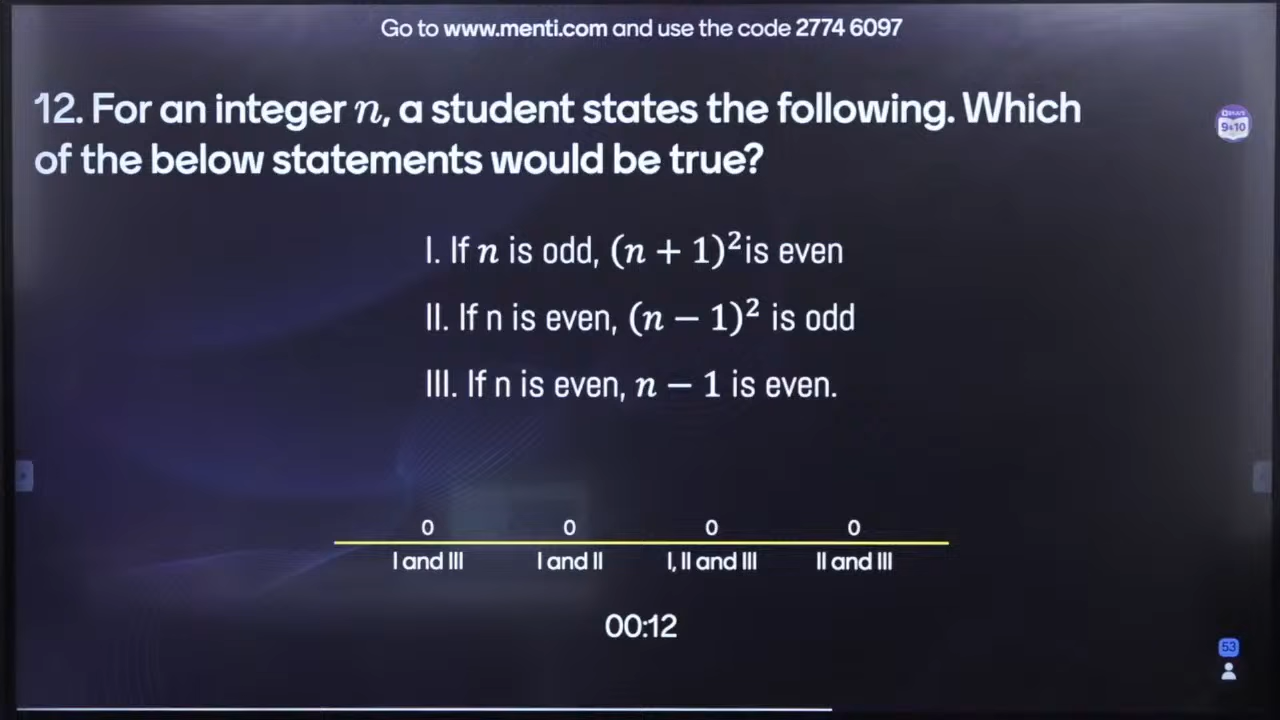 Go to www.menti.com and use the code 2774 6097
12. For an integer n, a student states the following. Which
of the below statements would be true?
9&10
I. If n is odd, (n + 1)²is even
II. If n is even, (n − 1)² is odd
III. If n is even, n − 1 is even.
0 0 0 0
I and III I and II I, II and III II and III
00:12
53